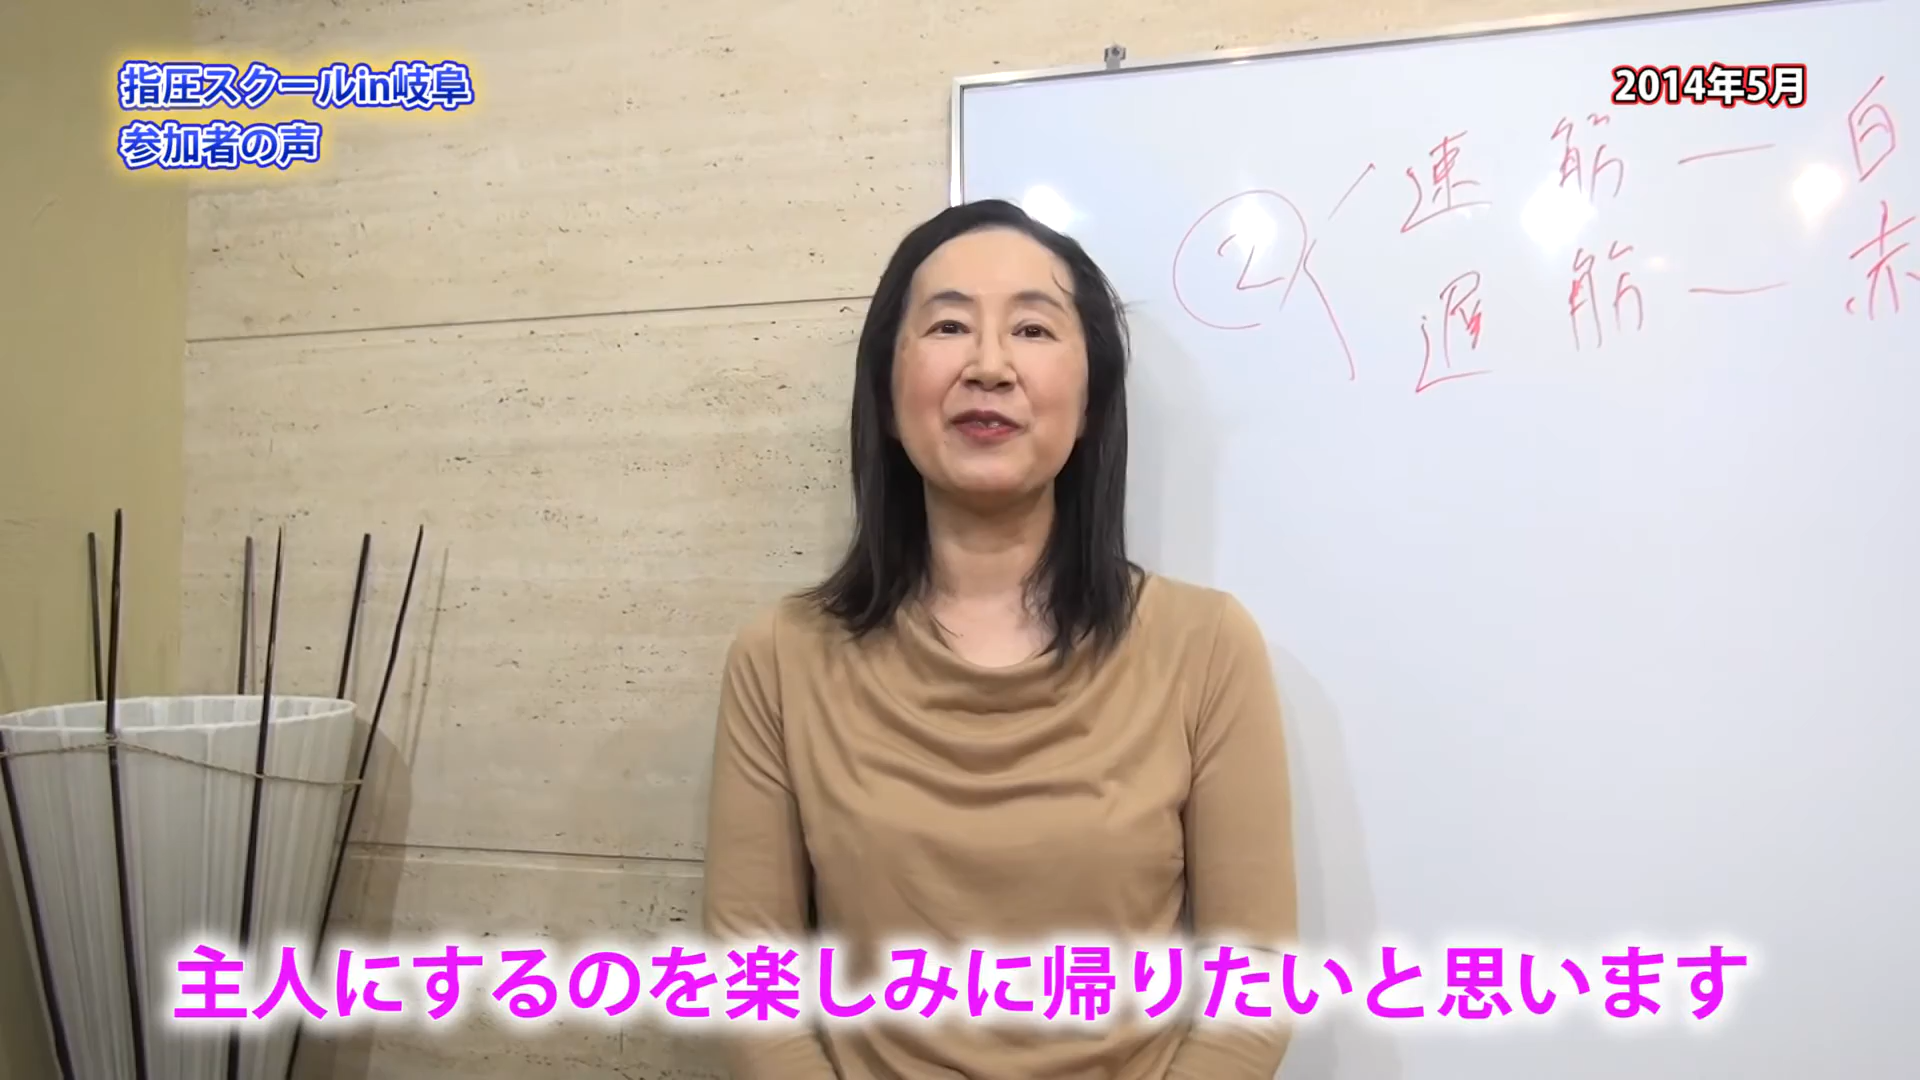 指圧スクールin岐阜
参加者の声
2014年5月
② 速筋 — 白
遅筋 — 赤
主人にするのを楽しみに帰りたいと思います